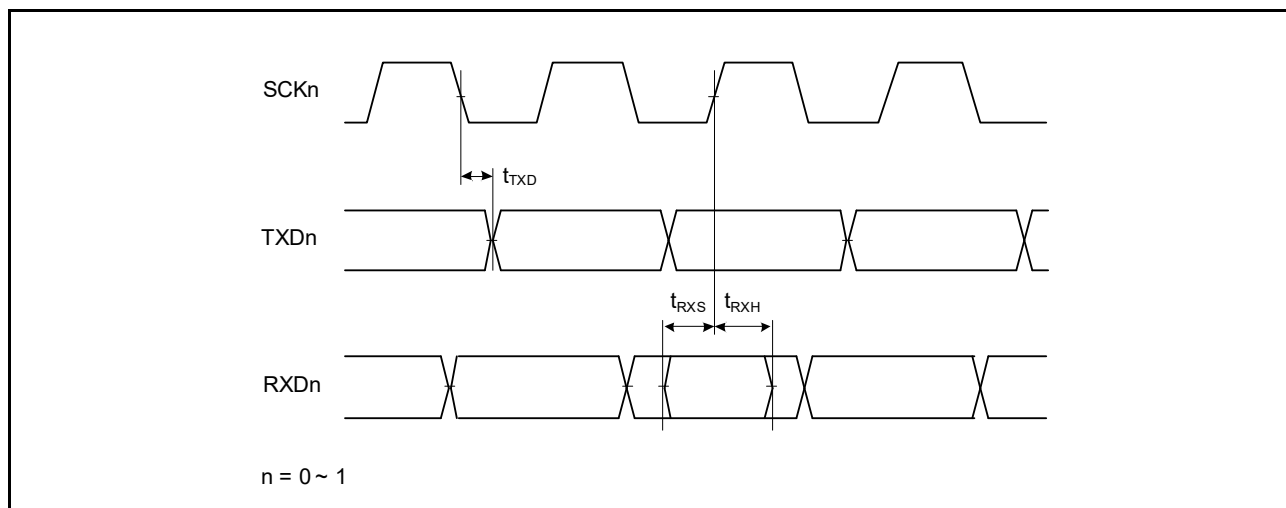 SCKn
tTXD
TXDn
tRXS tRXH
RXDn
n = 0 ~ 1